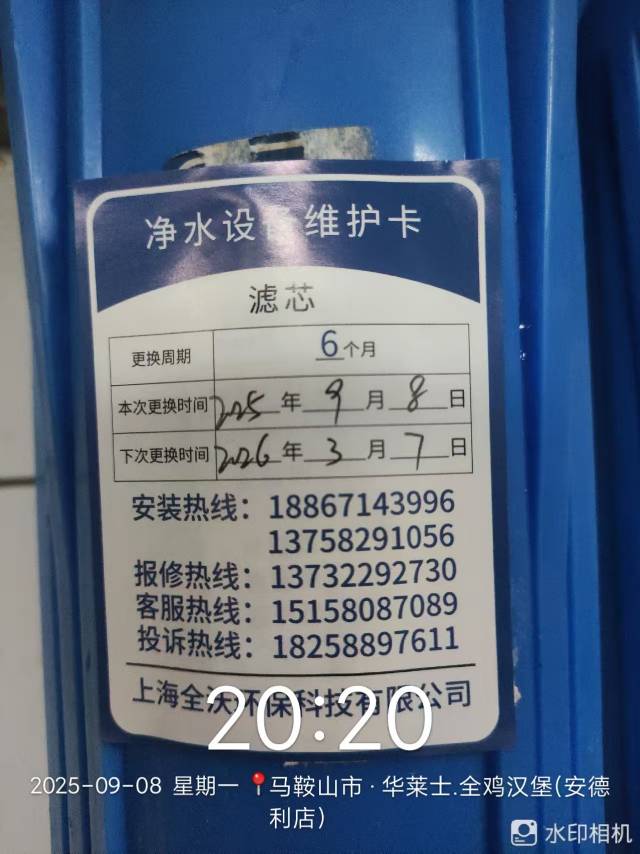 净水设备维护卡
滤芯
更换周期 6个月
本次更换时间 2025年9月8日
下次更换时间 2026年3月7日
安装热线：18867143996
13758291056
报修热线：13732292730
客服热线：15158087089
投诉热线：18258897611
上海全沃环保科技有限公司
20:20
2025-09-08 星期一 📍马鞍山市·华莱士.全鸡汉堡(安德
利店)
水印相机